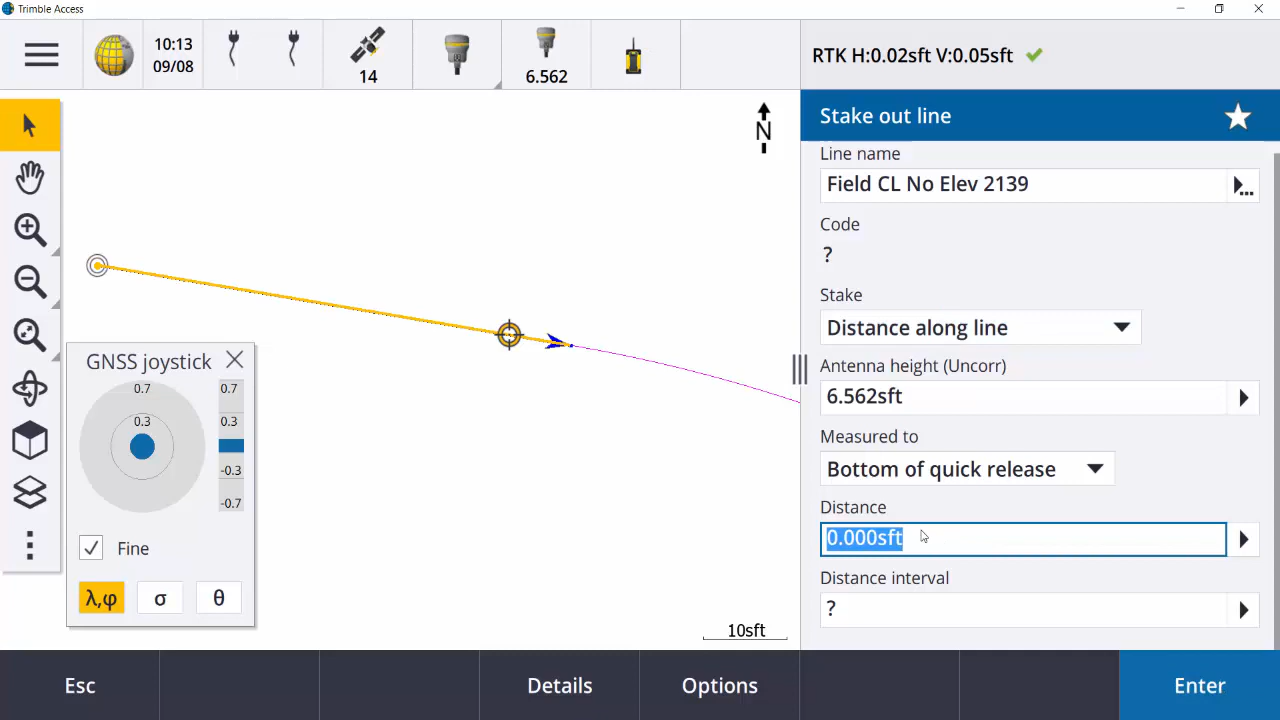 Trimble Access
10:13
09/08
14
6.562
RTK H:0.02sft V:0.05sft
Stake out line
Line name
Field CL No Elev 2139
Code
?
Stake
Distance along line
Antenna height (Uncorr)
6.562sft
Measured to
Bottom of quick release
Distance
0.000sft
Distance interval
?
N
GNSS joystick
0.7
0.3
0.7
0.3
-0.3
-0.7
Fine
λ,φ
σ
θ
10sft
Esc
Details
Options
Enter